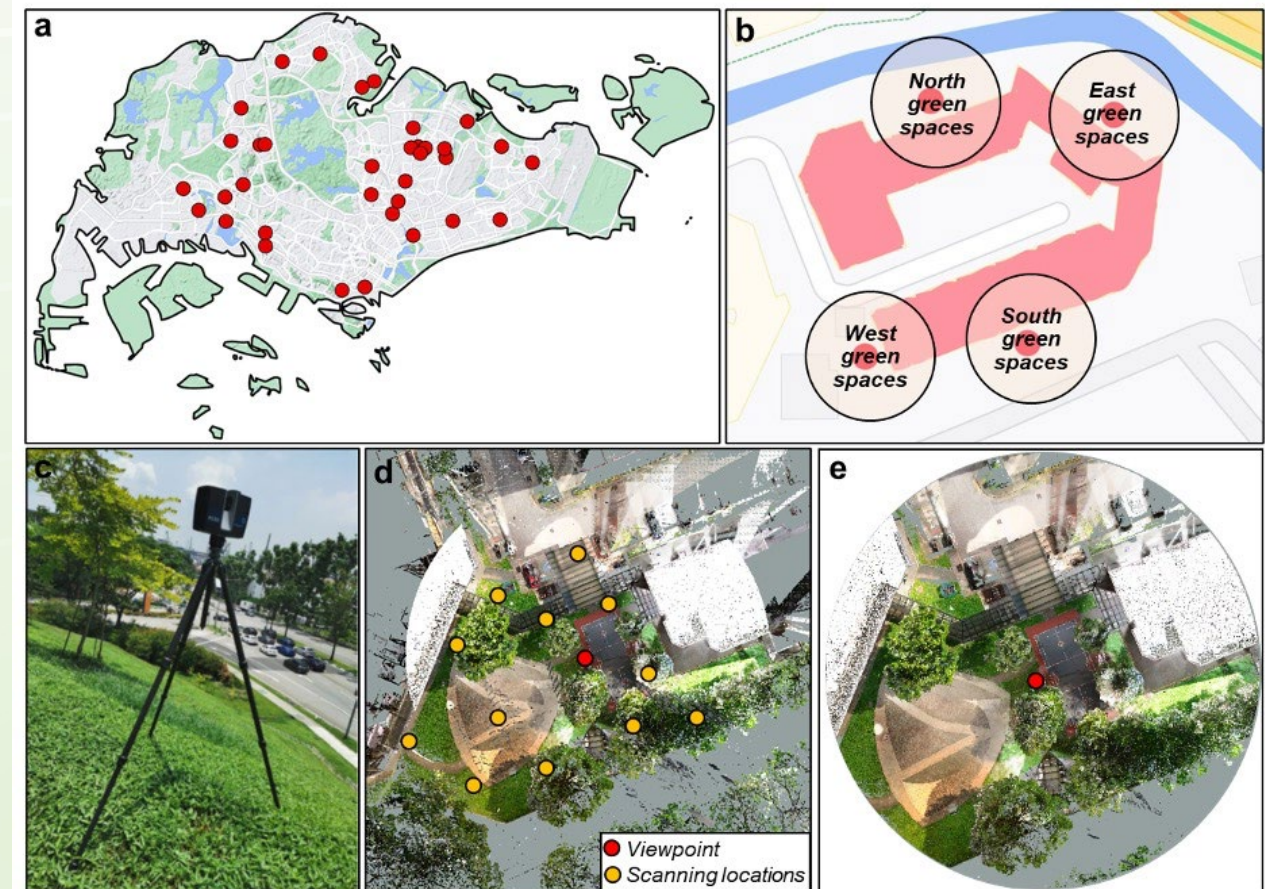 a
b
North
green
spaces
East
green
spaces
West
green
spaces
South
green
spaces
c
d
Viewpoint
Scanning locations
e